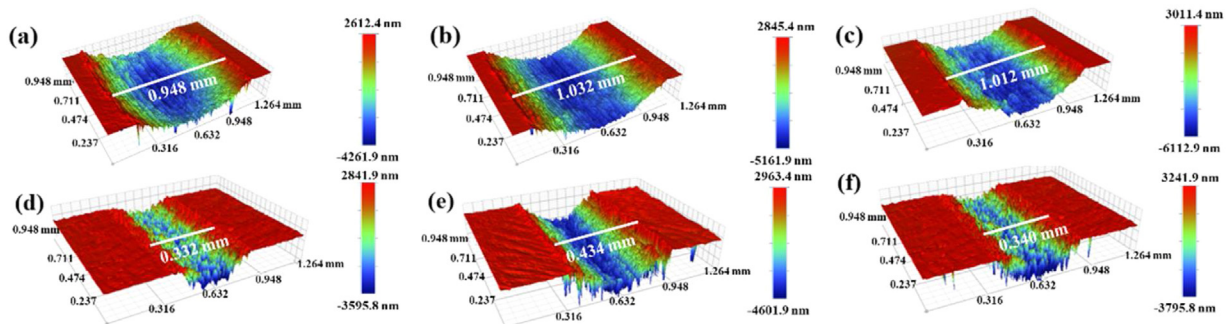 (a)
2612.4 nm
-4261.9 nm
0.948 mm
0.948 mm
0.711
0.474
0.237
0.316
0.632
0.948
1.264 mm
(b)
2845.4 nm
-5161.9 nm
1.032 mm
0.948 mm
0.711
0.474
0.237
0.316
0.632
0.948
1.264 mm
(c)
3011.4 nm
-6112.9 nm
1.012 mm
0.948 mm
0.711
0.474
0.237
0.316
0.632
0.948
1.264 mm
(d)
2841.9 nm
-3595.8 nm
0.332 mm
0.948 mm
0.711
0.474
0.237
0.316
0.632
0.948
1.264 mm
(e)
2963.4 nm
-4601.9 nm
0.434 mm
0.948 mm
0.711
0.474
0.237
0.316
0.632
0.948
1.264 mm
(f)
3241.9 nm
-3795.8 nm
0.340 mm
0.948 mm
0.711
0.474
0.237
0.316
0.632
0.948
1.264 mm